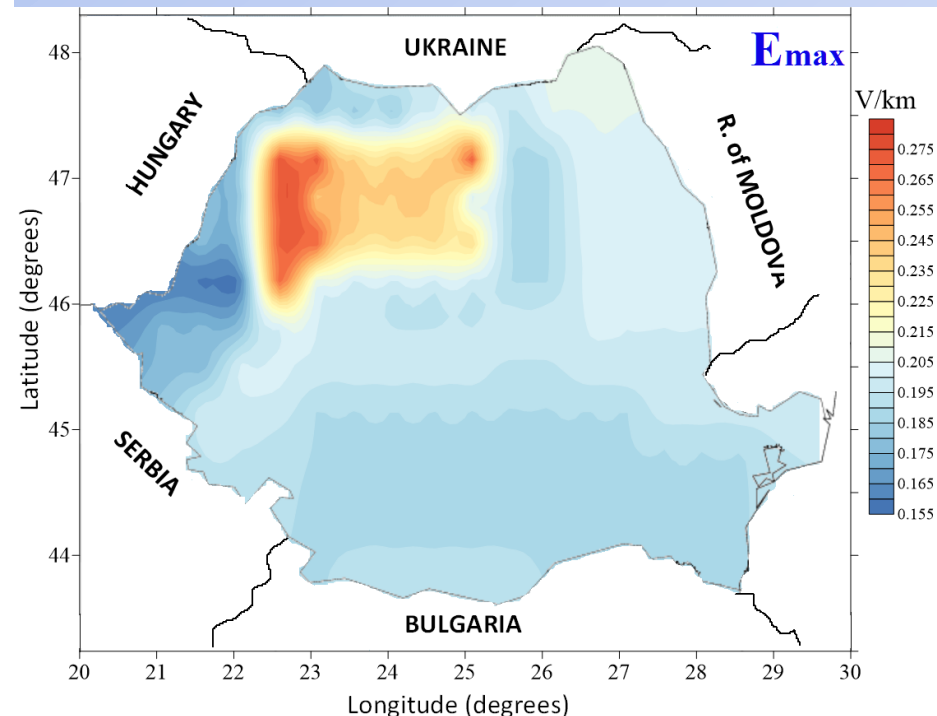 Emax
V/km
UKRAINE
HUNGARY
R. of MOLDOVA
SERBIA
BULGARIA
Latitude (degrees)
48
47
46
45
44
20 21 22 23 24 25 26 27 28 29 30
Longitude (degrees)
0.275
0.265
0.255
0.245
0.235
0.225
0.215
0.205
0.195
0.185
0.175
0.165
0.155